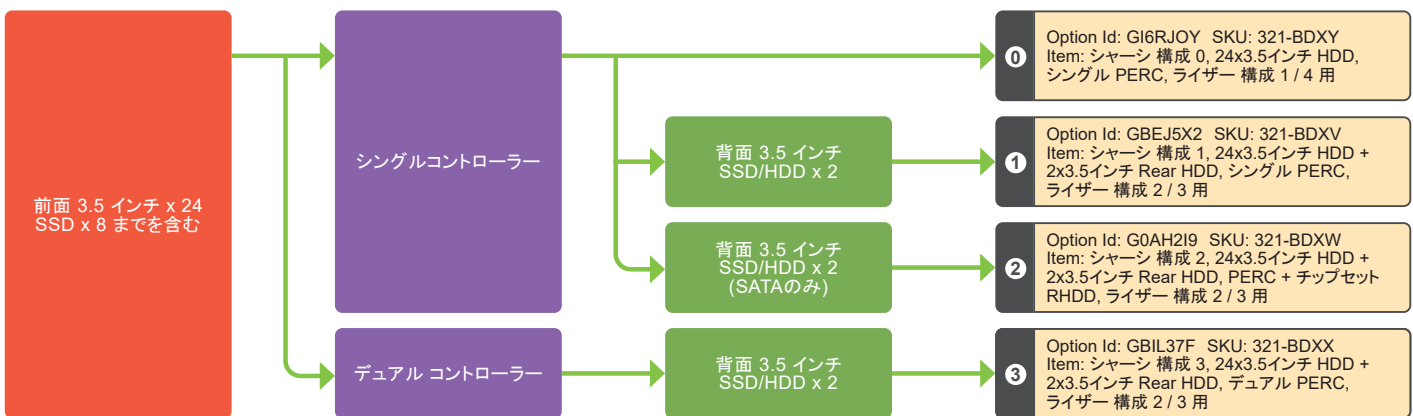 前面 3.5 インチ x 24
SSD x 8 までを含む
シングルコントローラー
デュアル コントローラー
背面 3.5 インチ
SSD/HDD x 2
背面 3.5 インチ
SSD/HDD x 2
(SATAのみ)
背面 3.5 インチ
SSD/HDD x 2
0
Option Id: GI6RJOY SKU: 321-BDXY
Item: シャーシ 構成 0, 24x3.5インチ HDD,
シングル PERC, ライザー 構成 1 / 4 用
1
Option Id: GBEJ5X2 SKU: 321-BDXV
Item: シャーシ 構成 1, 24x3.5インチ HDD +
2x3.5インチ Rear HDD, シングル PERC,
ライザー 構成 2 / 3 用
2
Option Id: G0AH2I9 SKU: 321-BDXW
Item: シャーシ 構成 2, 24x3.5インチ HDD +
2x3.5インチ Rear HDD, PERC + チップセット
RHDD, ライザー 構成 2 / 3 用
3
Option Id: GBIL37F SKU: 321-BDXX
Item: シャーシ 構成 3, 24x3.5インチ HDD +
2x3.5インチ Rear HDD, デュアル PERC,
ライザー 構成 2 / 3 用